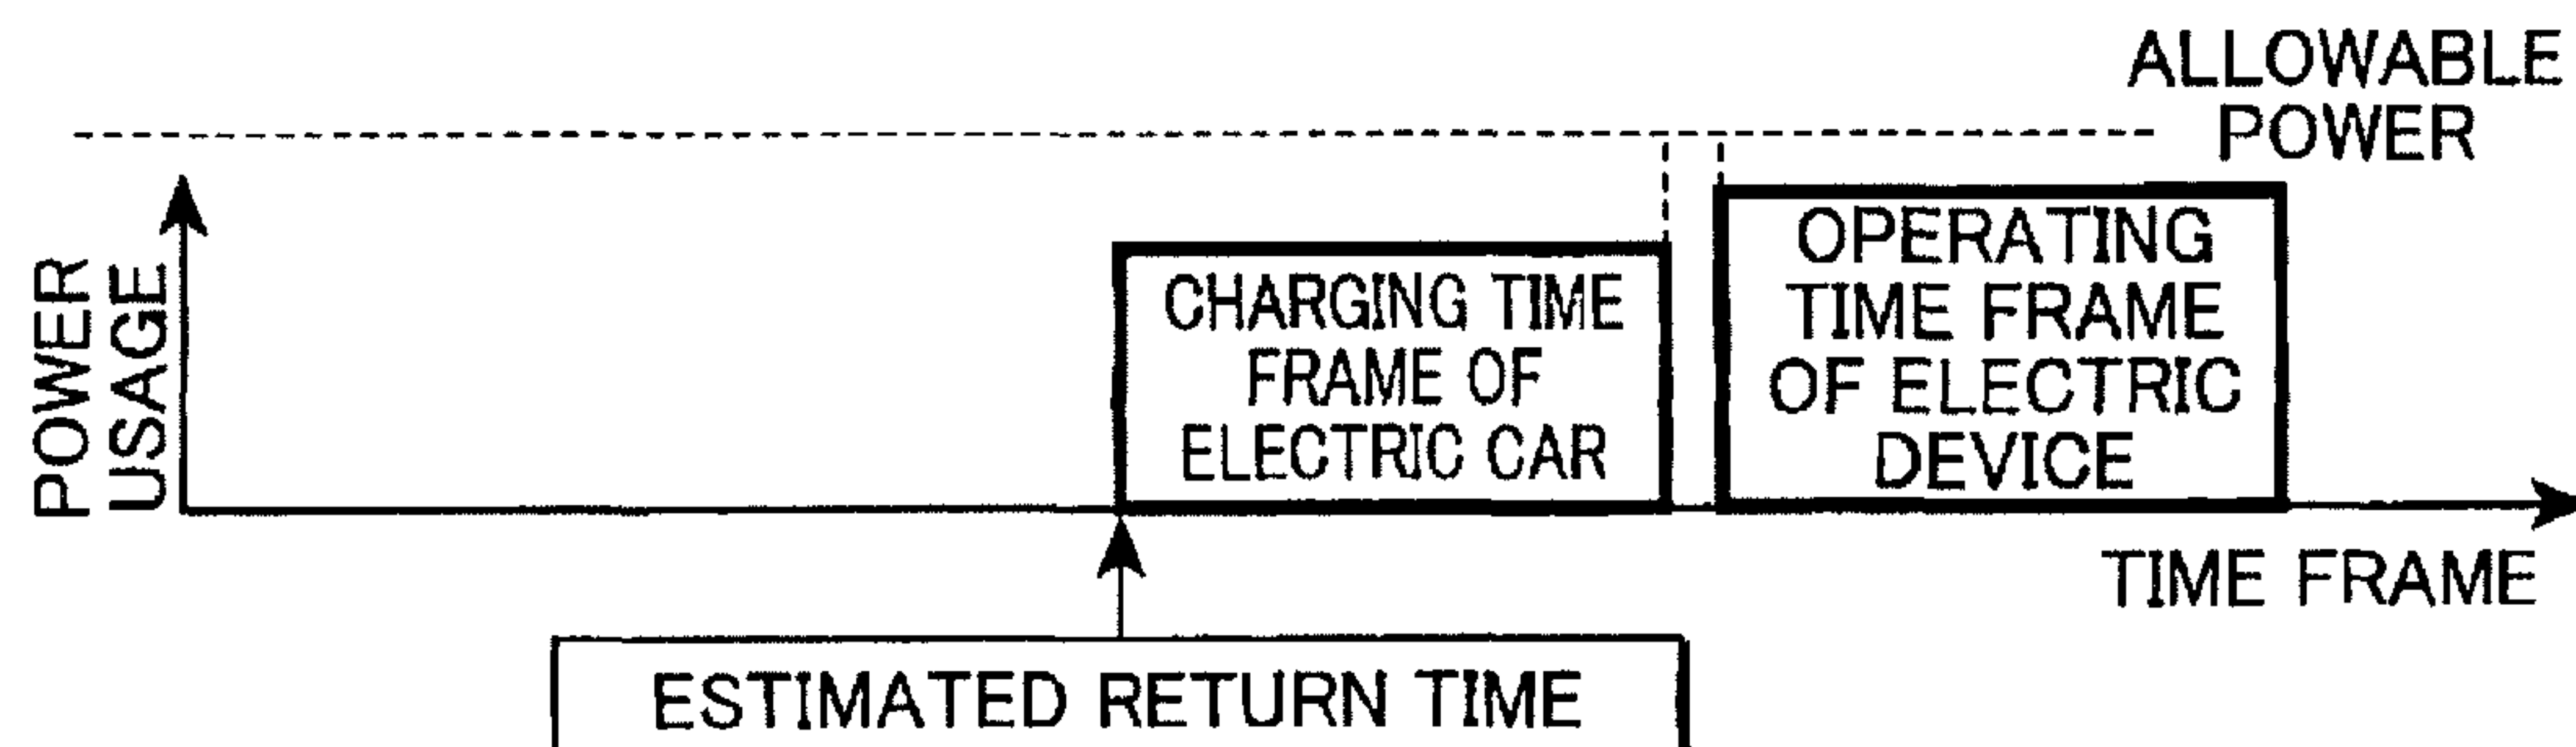 ALLOWABLE
POWER
POWER
USAGE
CHARGING TIME
FRAME OF
ELECTRIC CAR
OPERATING
TIME FRAME
OF ELECTRIC
DEVICE
TIME FRAME
ESTIMATED RETURN TIME